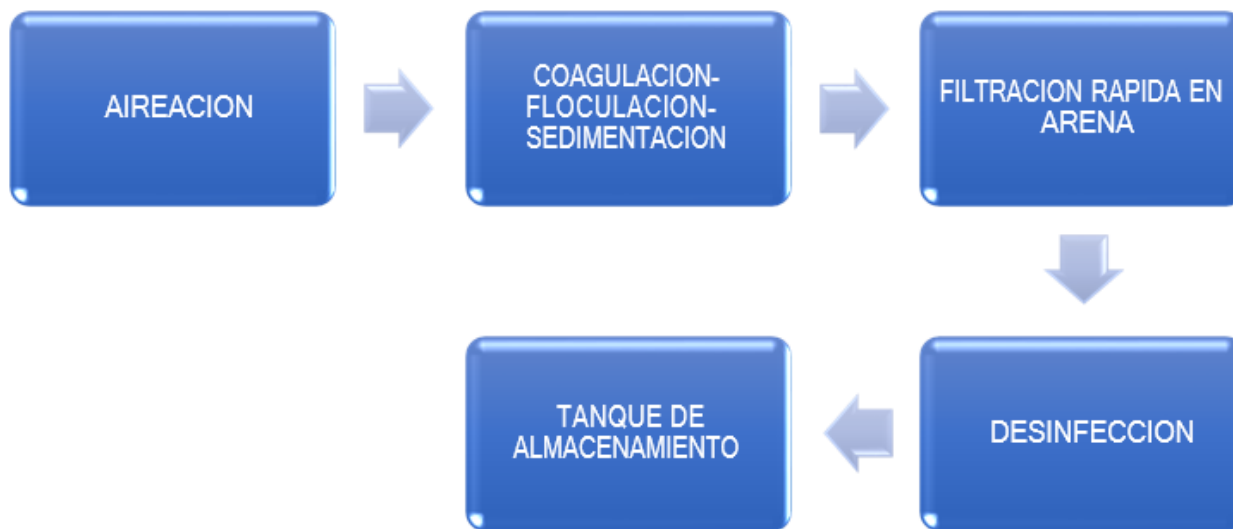 AIREACION
COAGULACION-
FLOCULACION-
SEDIMENTACION
FILTRACION RAPIDA EN
ARENA
TANQUE DE
ALMACENAMIENTO
DESINFECCION